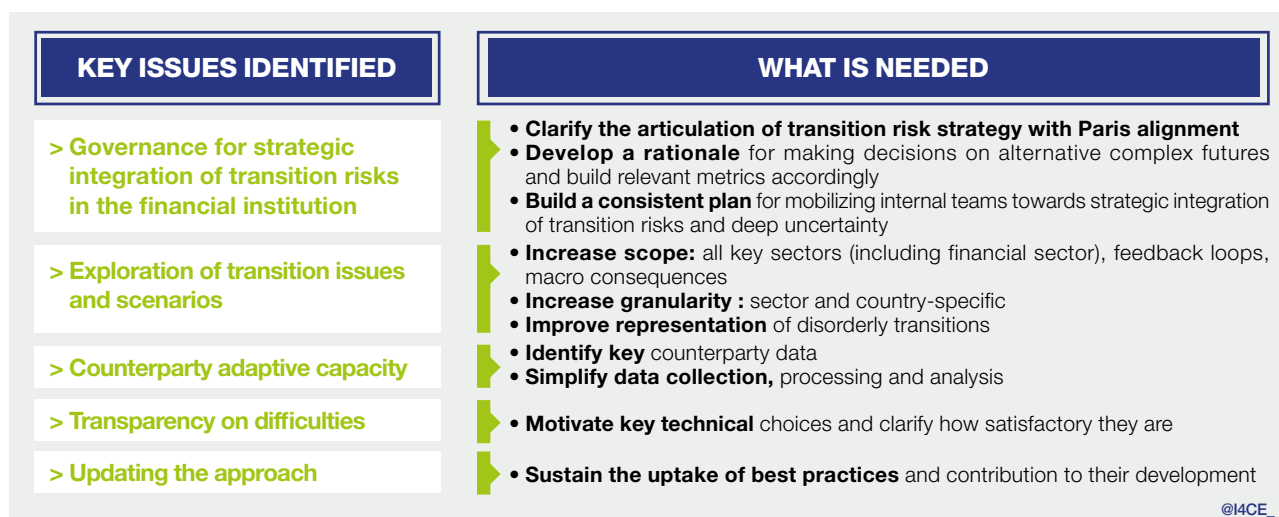 KEY ISSUES IDENTIFIED
WHAT IS NEEDED
> Governance for strategic
integration of transition risks
in the financial institution
• Clarify the articulation of transition risk strategy with Paris alignment
• Develop a rationale for making decisions on alternative complex futures
and build relevant metrics accordingly
• Build a consistent plan for mobilizing internal teams towards strategic integration
of transition risks and deep uncertainty
> Exploration of transition issues
and scenarios
• Increase scope: all key sectors (including financial sector), feedback loops,
macro consequences
• Increase granularity : sector and country-specific
• Improve representation of disorderly transitions
> Counterparty adaptive capacity
• Identify key counterparty data
• Simplify data collection, processing and analysis
> Transparency on difficulties
• Motivate key technical choices and clarify how satisfactory they are
> Updating the approach
• Sustain the uptake of best practices and contribution to their development
@I4CE_